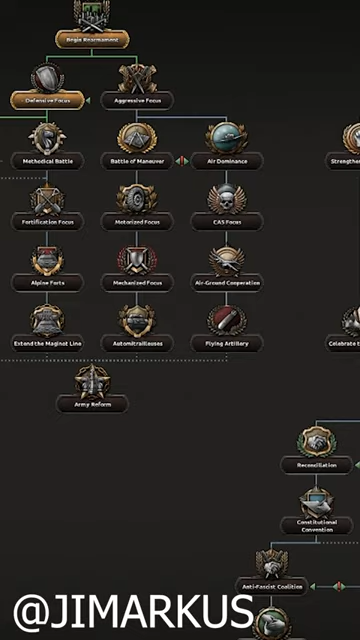 Begin Rearmament
Defensive Focus
Aggressive Focus
Methodical Battle
Battle of Maneuver
Air Dominance
Strengthen
Fortification Focus
Motorized Focus
CAS Focus
Alpine Forts
Mechanized Focus
Air-Ground Cooperation
Extend the Maginot Line
Automitrailleuses
Flying Artillery
Celebrate t
Army Reform
Reconciliation
Constitutional
Convention
Anti-Fascist Coalition
@JIMARKUS